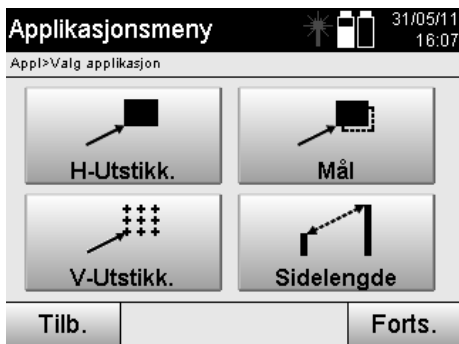 Applikasjonsmeny
31/05/11
16:07
Appl>Valg applikasjon
H-Utstikk.
Mål
V-Utstikk.
Sidelengde
Tilb.
Forts.